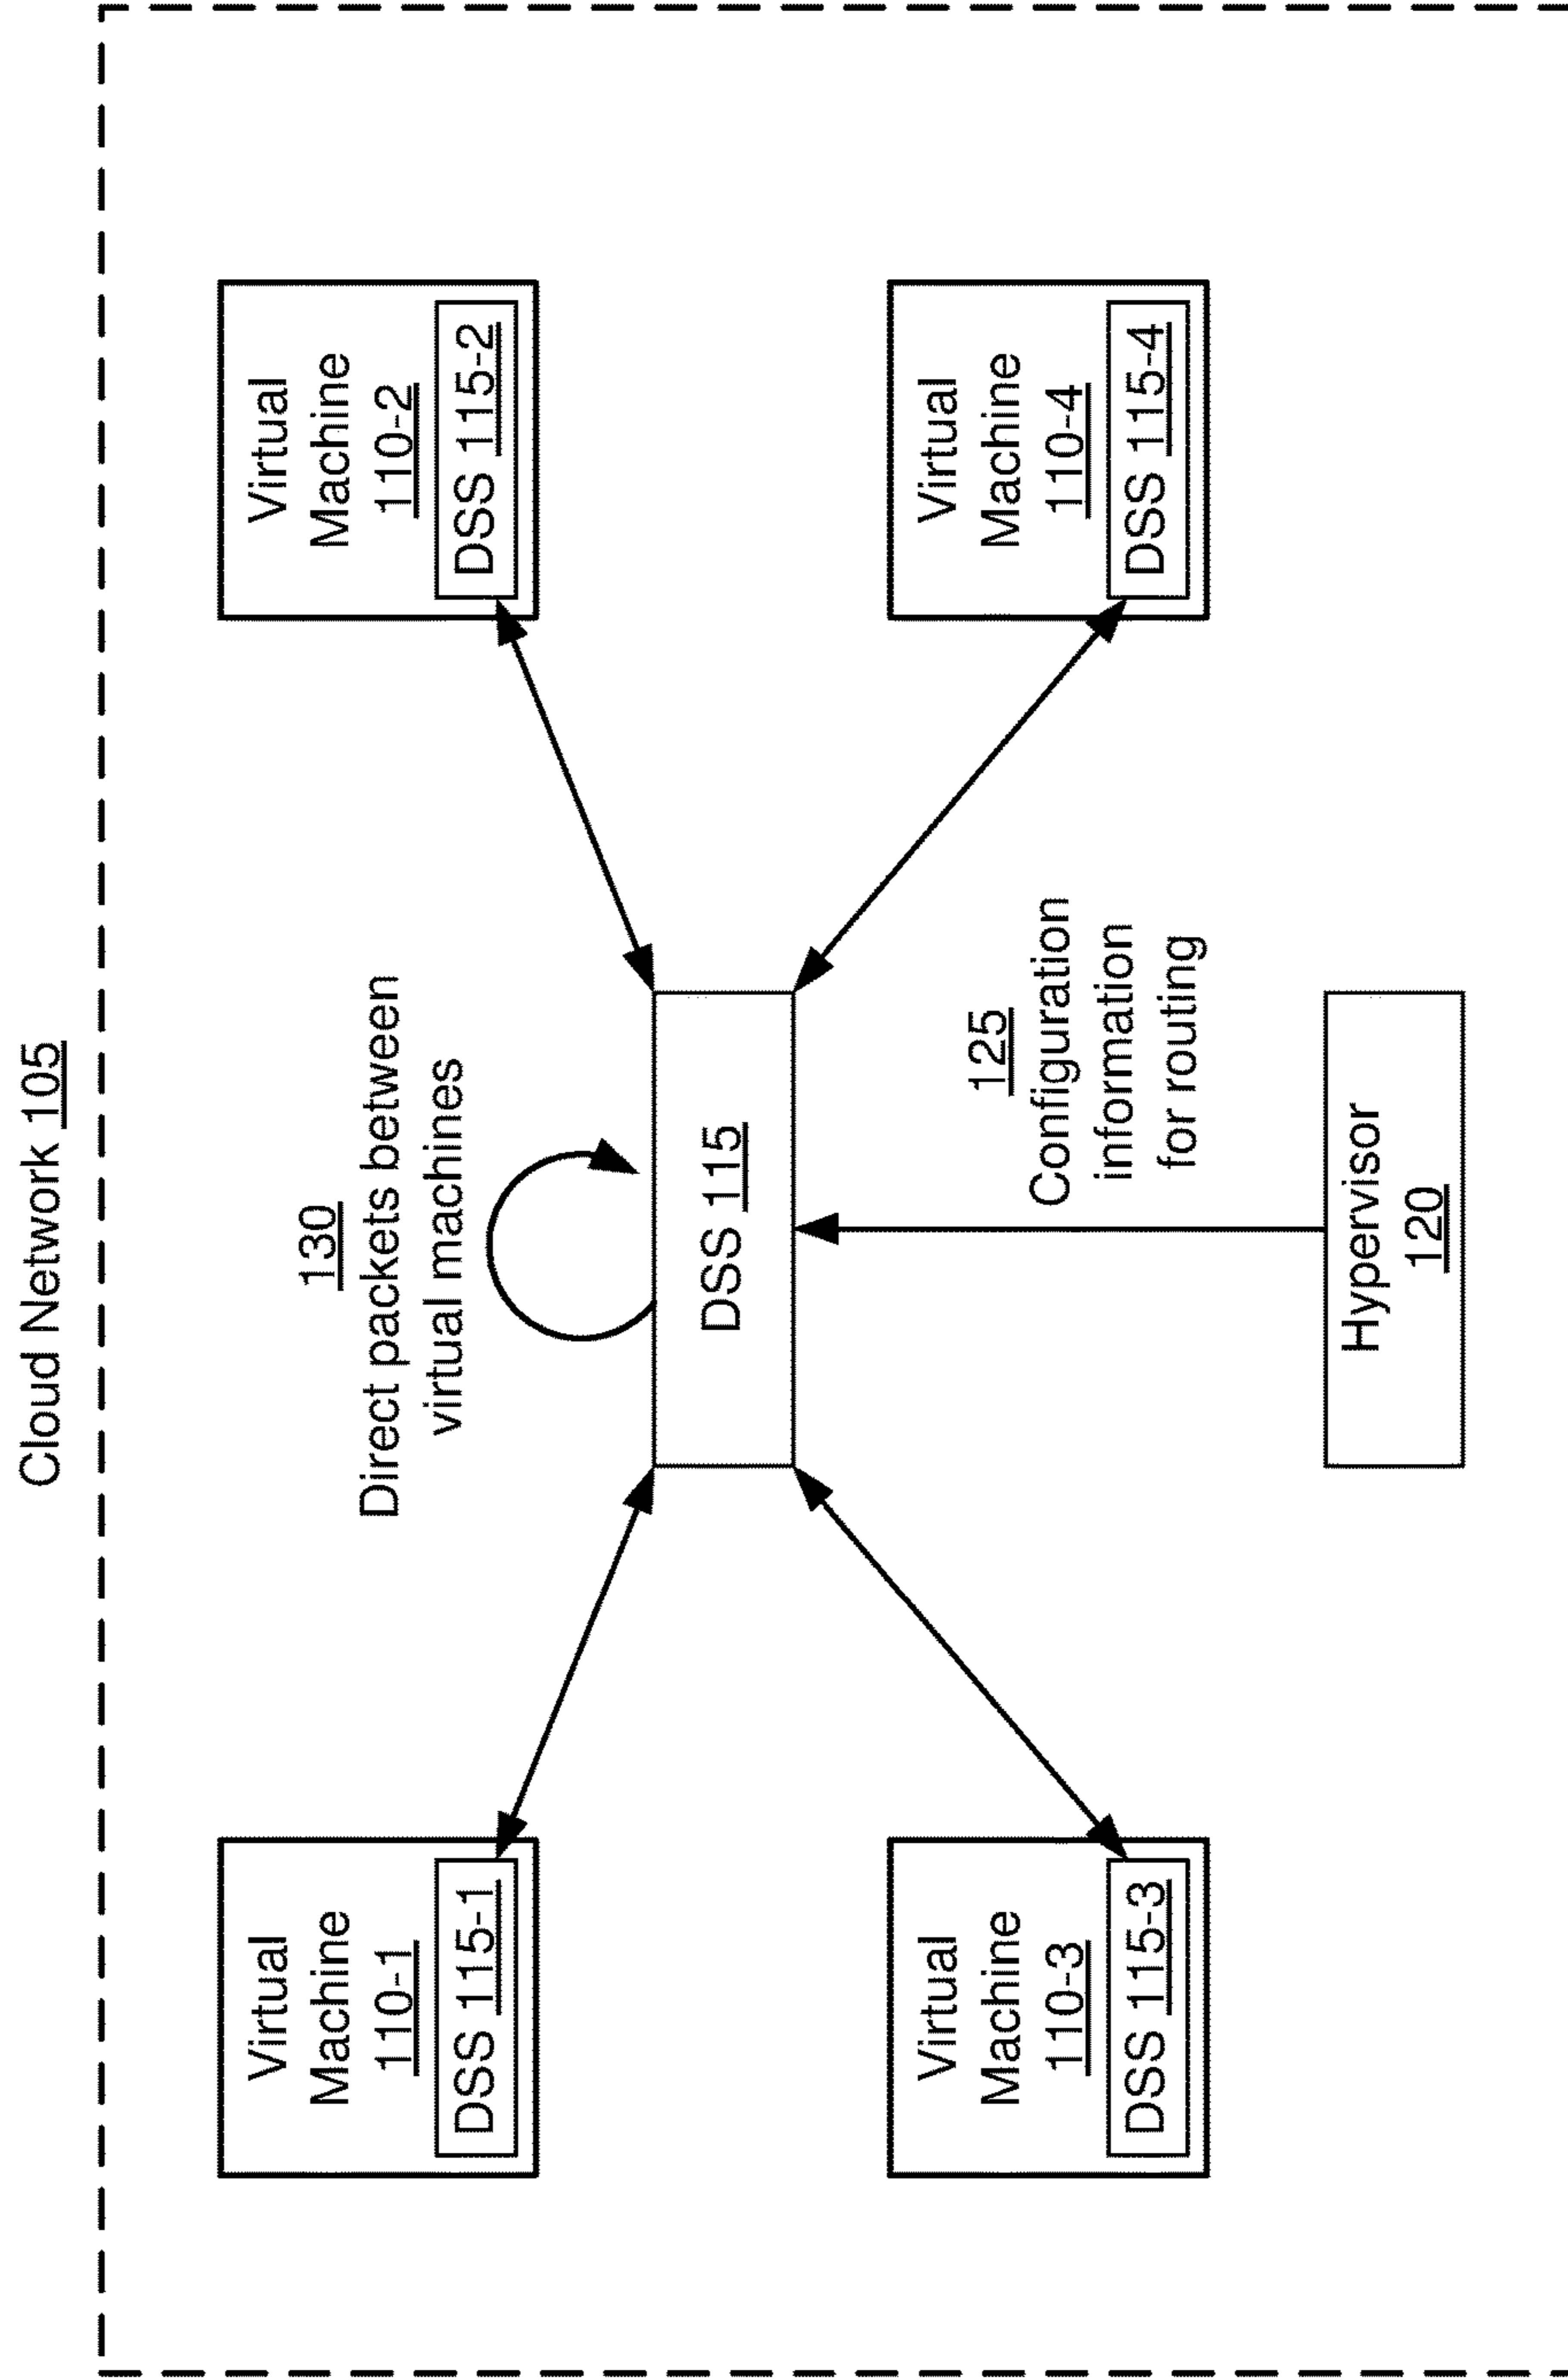 Cloud Network 105
130
Direct packets between
virtual machines
Virtual
Machine
110-1
DSS 115-1
Virtual
Machine
110-2
DSS 115-2
DSS 115
125
Configuration
information
for routing
Virtual
Machine
110-3
DSS 115-3
Virtual
Machine
110-4
DSS 115-4
Hypervisor
120